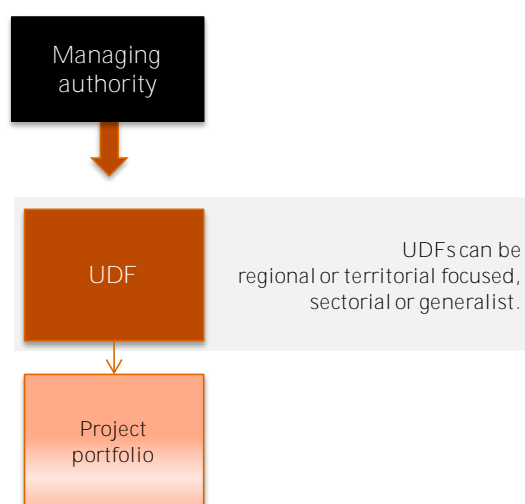 Managing
authority
UDF
UDFs can be
regional or territorial focused,
sectorial or generalist.
Project
portfolio